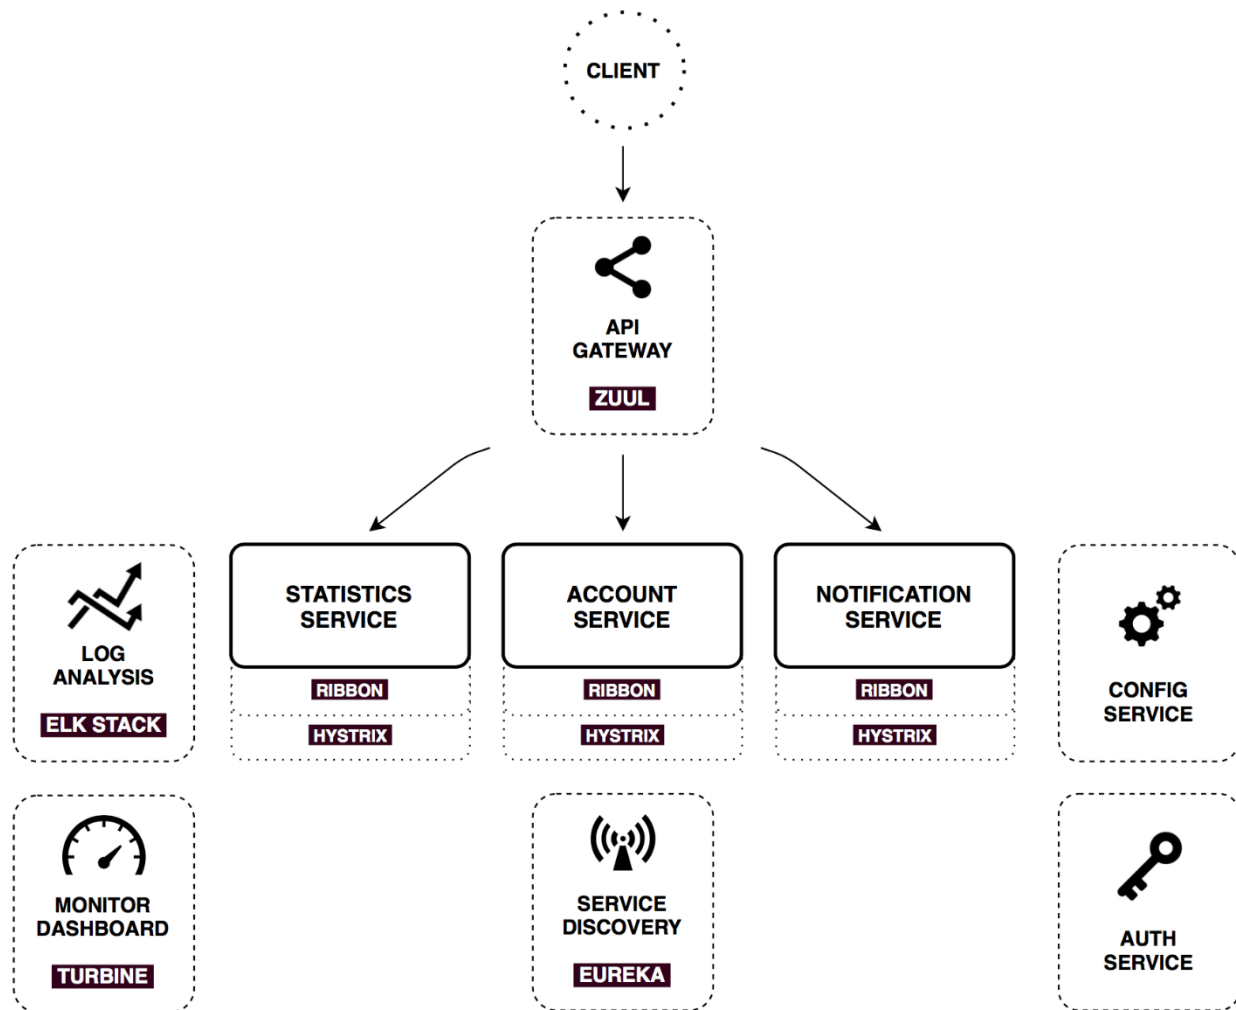 CLIENT
API
GATEWAY
ZUUL
STATISTICS
SERVICE
RIBBON
HYSTRIX
ACCOUNT
SERVICE
RIBBON
HYSTRIX
NOTIFICATION
SERVICE
RIBBON
HYSTRIX
LOG
ANALYSIS
ELK STACK
CONFIG
SERVICE
MONITOR
DASHBOARD
TURBINE
SERVICE
DISCOVERY
EUREKA
AUTH
SERVICE